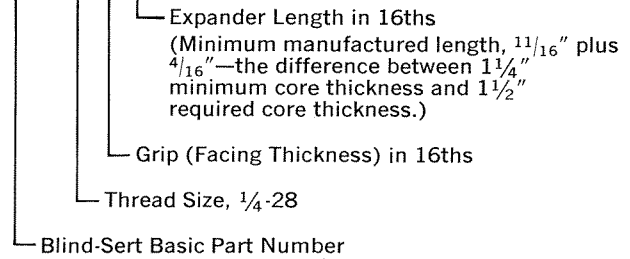 Expander Length in 16ths
(Minimum manufactured length, 11/16″ plus
4/16″—the difference between 1¼″
minimum core thickness and 1½″
required core thickness.)
Grip (Facing Thickness) in 16ths
Thread Size, ¼-28
Blind-Sert Basic Part Number